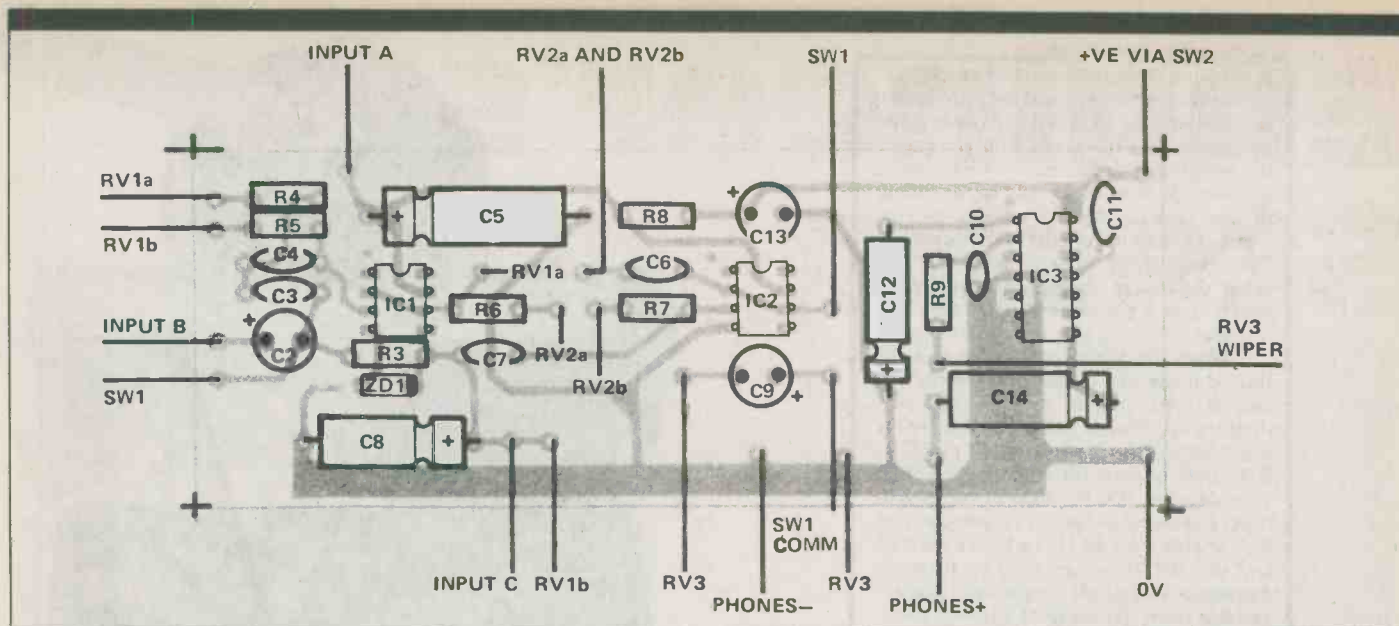 INPUT A
RV2a AND RV2b
SW1
+VE VIA SW2
RV1a
R4
R5
RV1b
C4
C3
INPUT B
+
C2
SW1
+
C5
IC1
RV1a
R6
R3
ZD1
C7
RV2a
RV2b
C8
+
R8
C6
R7
+
C13
IC2
C9
+
C12
+
R9
C10
IC3
C11
RV3
WIPER
C14
+
INPUT C
RV1b
RV3
PHONES–
SW1
COMM
RV3
PHONES+
0V